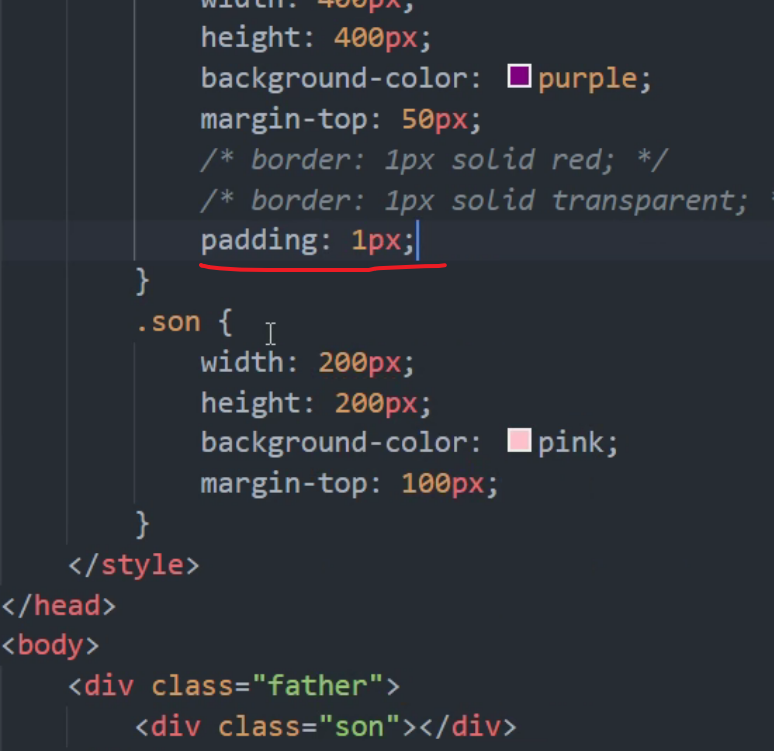 width: 400px;
height: 400px;
background-color: purple;
margin-top: 50px;
/* border: 1px solid red; */
/* border: 1px solid transparent; *
padding: 1px;
}
.son {
width: 200px;
height: 200px;
background-color: pink;
margin-top: 100px;
}
</style>
</head>
<body>
<div class="father">
<div class="son"></div>